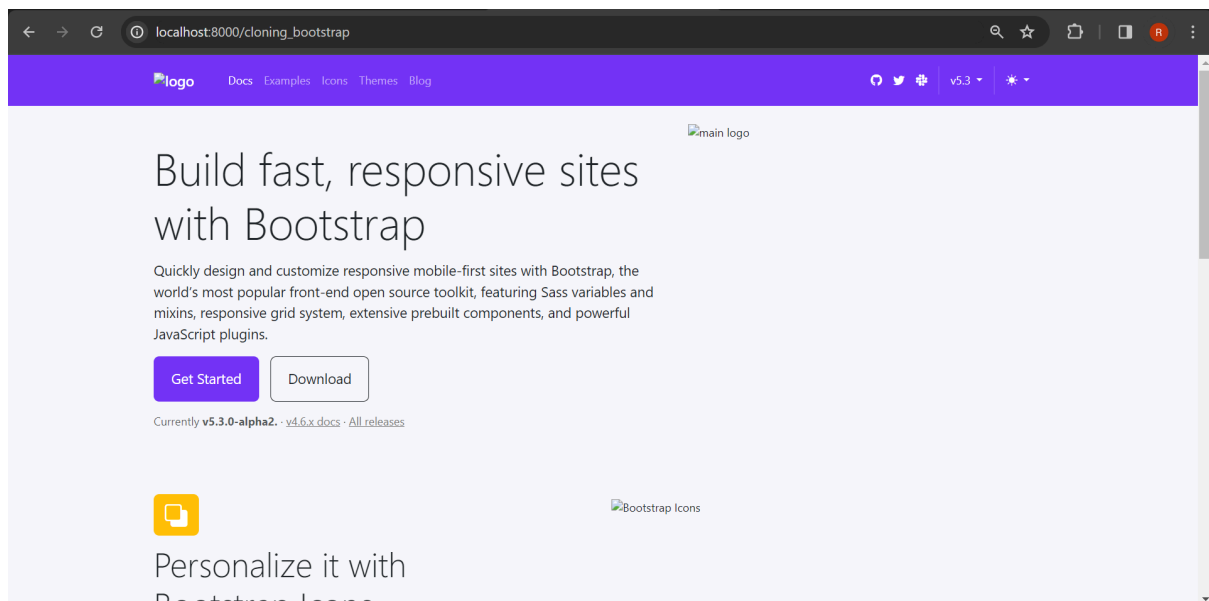 localhost:8000/cloning_bootstrap
R
logo
Docs Examples Icons Themes Blog
v5.3
main logo
Build fast, responsive sites
with Bootstrap
Quickly design and customize responsive mobile-first sites with Bootstrap, the
world's most popular front-end open source toolkit, featuring Sass variables and
mixins, responsive grid system, extensive prebuilt components, and powerful
JavaScript plugins.
Get Started
Download
Currently v5.3.0-alpha2. · v4.6.x docs · All releases
Bootstrap Icons
Personalize it with
Bootstrap Icons